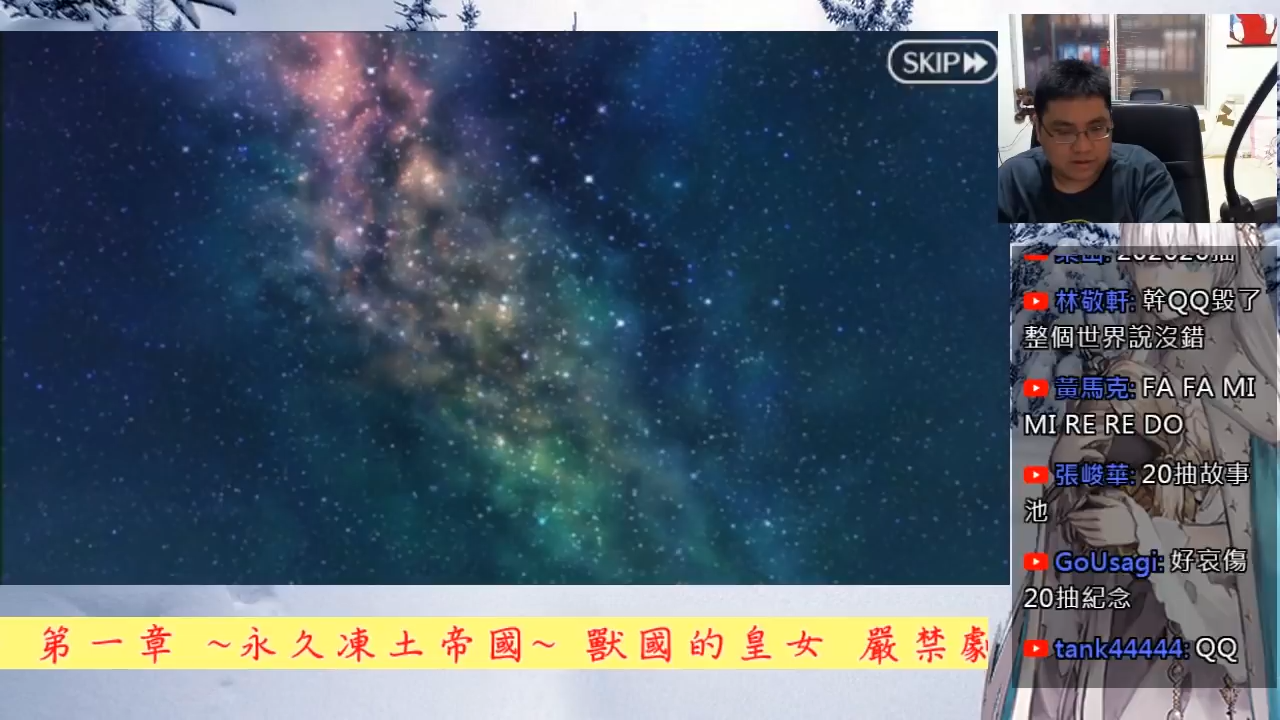 SKIP
林敬軒: 幹QQ毀了
整個世界說沒錯
黃馬克: FA FA MI
MI RE RE DO
張峻華: 20抽故事
池
GoUsagi: 好哀傷
20抽紀念
tank44444: QQ
第一章 ~永久凍土帝國~ 獸國的皇女 嚴禁劇